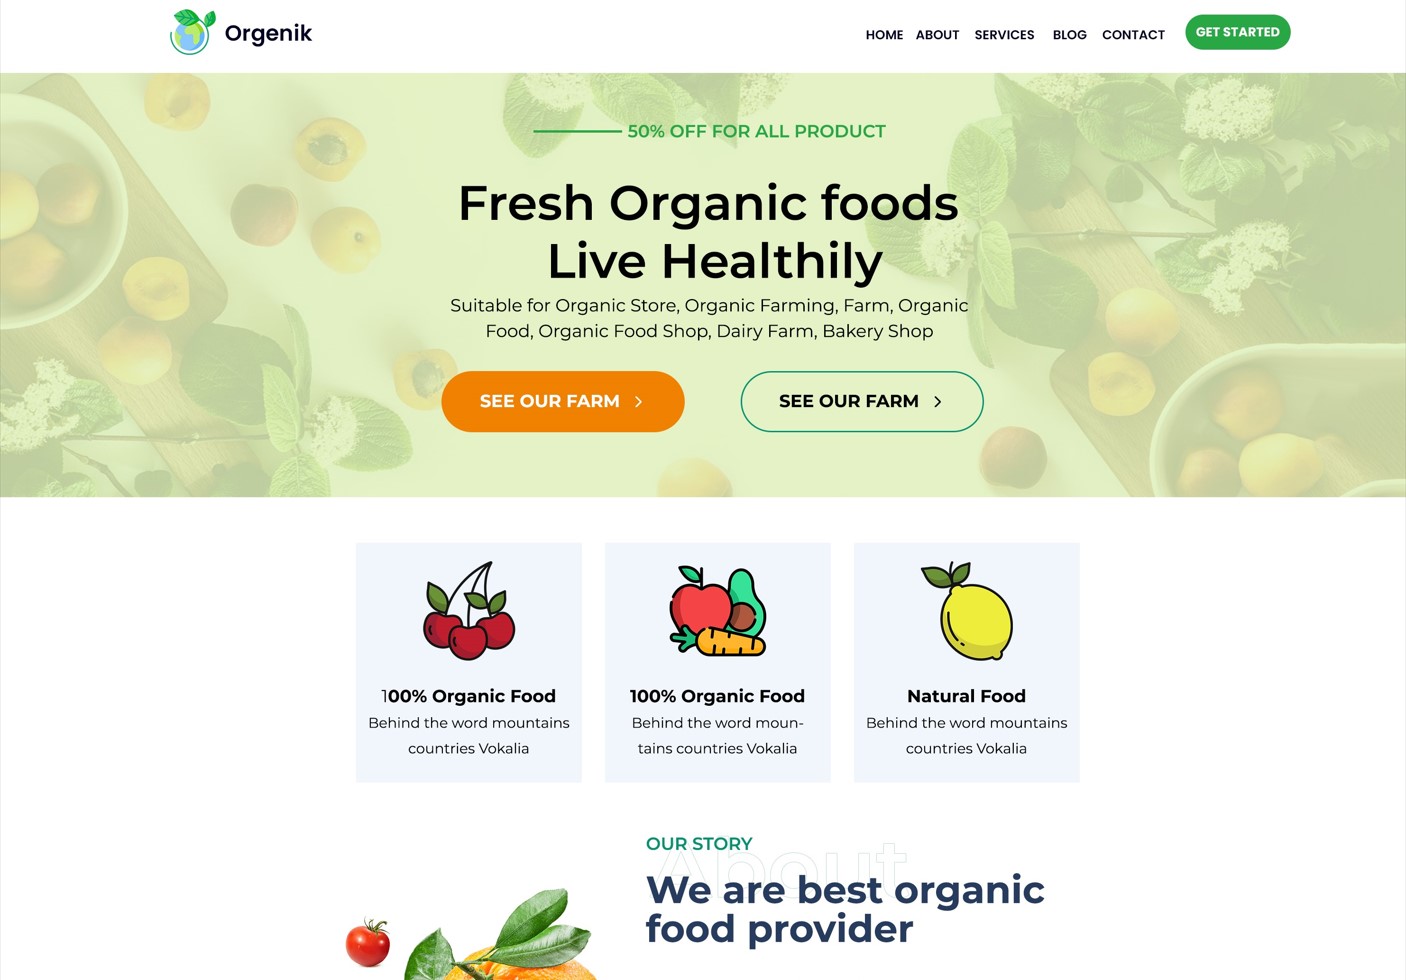 Orgenik
HOME ABOUT SERVICES BLOG CONTACT GET STARTED
50% OFF FOR ALL PRODUCT
Fresh Organic foods
Live Healthily
Suitable for Organic Store, Organic Farming, Farm, Organic
Food, Organic Food Shop, Dairy Farm, Bakery Shop
SEE OUR FARM
SEE OUR FARM
100% Organic Food
Behind the word mountains
countries Vokalia
100% Organic Food
Behind the word moun-
tains countries Vokalia
Natural Food
Behind the word mountains
countries Vokalia
OUR STORY
About
We are best organic
food provider